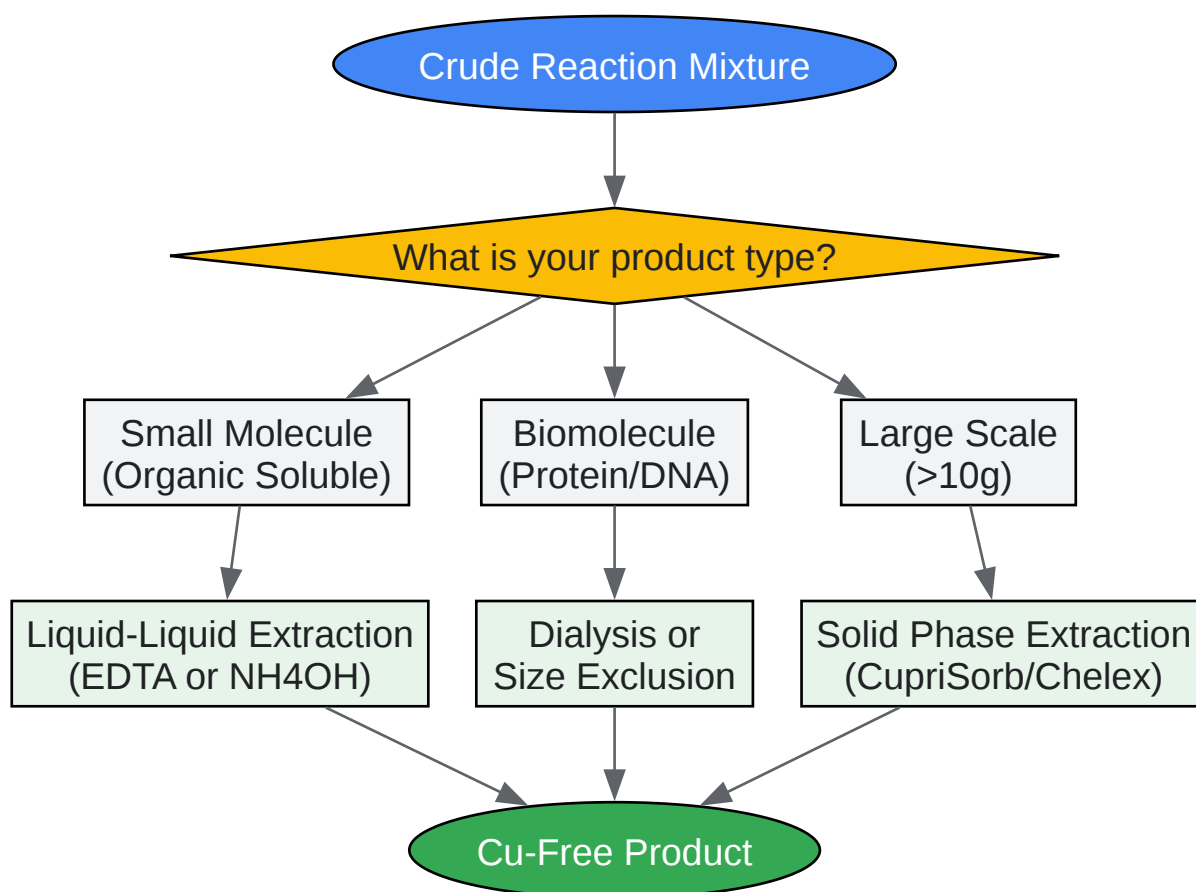 Crude Reaction Mixture
What is your product type?
Small Molecule
(Organic Soluble)
Biomolecule
(Protein/DNA)
Large Scale
(>10g)
Liquid-Liquid Extraction
(EDTA or NH4OH)
Dialysis or
Size Exclusion
Solid Phase Extraction
(CupriSorb/Chelex)
Cu-Free Product